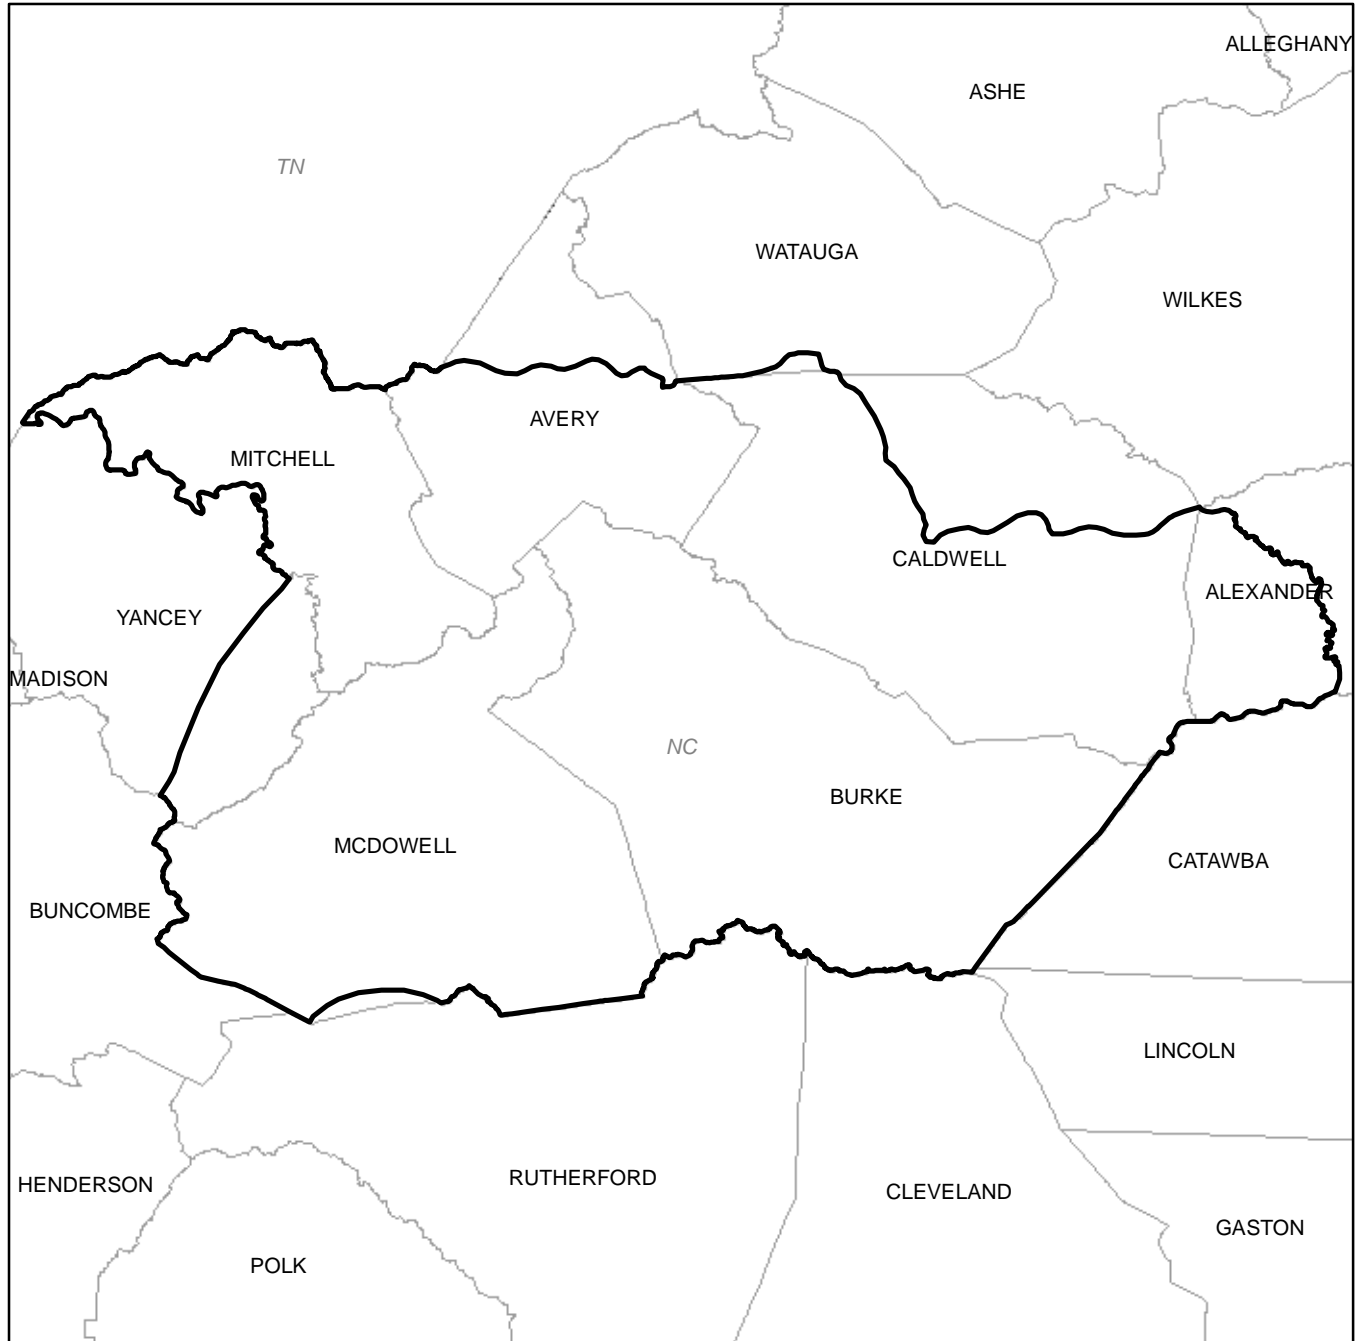 ALLEGHANY
ASHE
TN
WATAUGA
WILKES
AVERY
MITCHELL
CALDWELL
ALEXANDER
YANCEY
MADISON
NC
BURKE
MCDOWELL
CATAWBA
BUNCOMBE
LINCOLN
RUTHERFORD
HENDERSON
CLEVELAND
GASTON
POLK